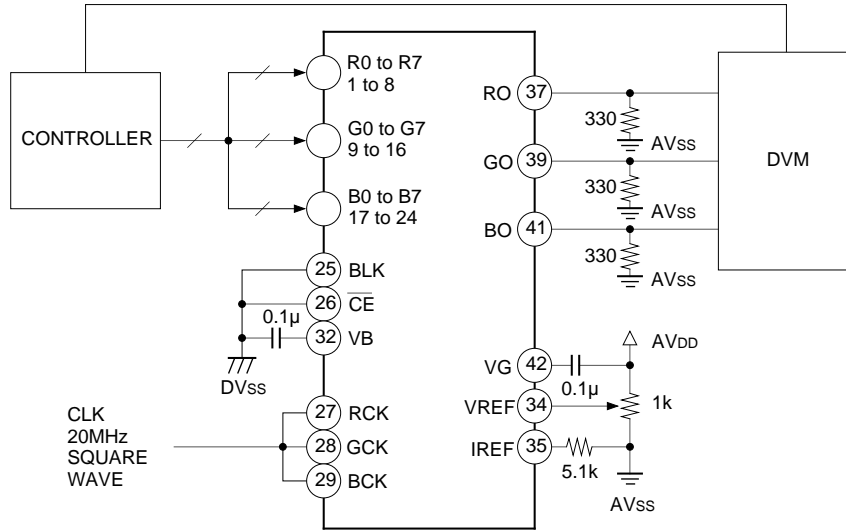 CONTROLLER
R0 to R7
1 to 8
G0 to G7
9 to 16
B0 to B7
17 to 24
25 BLK
26 CE
0.1µ
32 VB
DVSS
CLK
20MHz
SQUARE
WAVE
27 RCK
28 GCK
29 BCK
RO 37
330
AVSS
GO 39
330
AVSS
BO 41
330
AVSS
DVM
AVDD
VG 42
0.1µ
VREF 34
1k
IREF 35
5.1k
AVSS